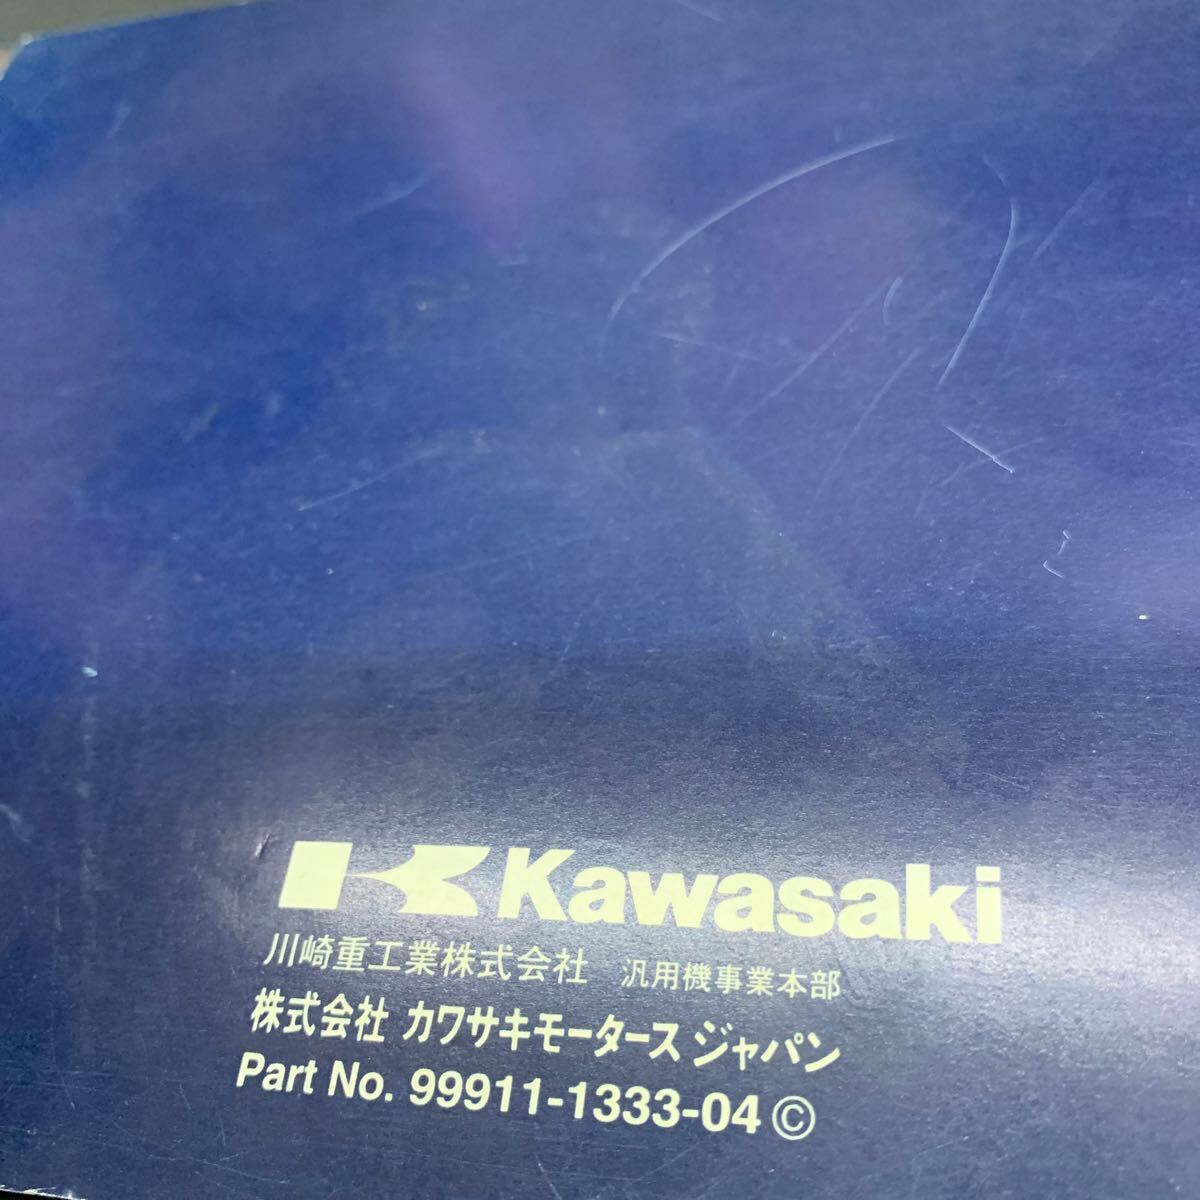 Kawasaki
川崎重工業株式会社 汎用機事業本部
株式会社 カワサキモータース ジャパン
Part No. 99911-1333-04 ©